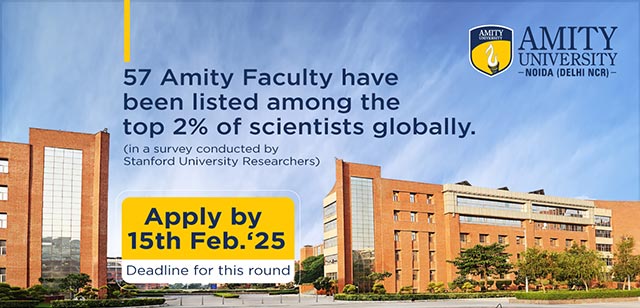 57 Amity Faculty have
been listed among the
top 2% of scientists globally.
(in a survey conducted by
Stanford University Researchers)
Apply by
15th Feb.‘25
Deadline for this round
AMITY
UNIVERSITY
AMITY
UNIVERSITY
NOIDA (DELHI NCR)